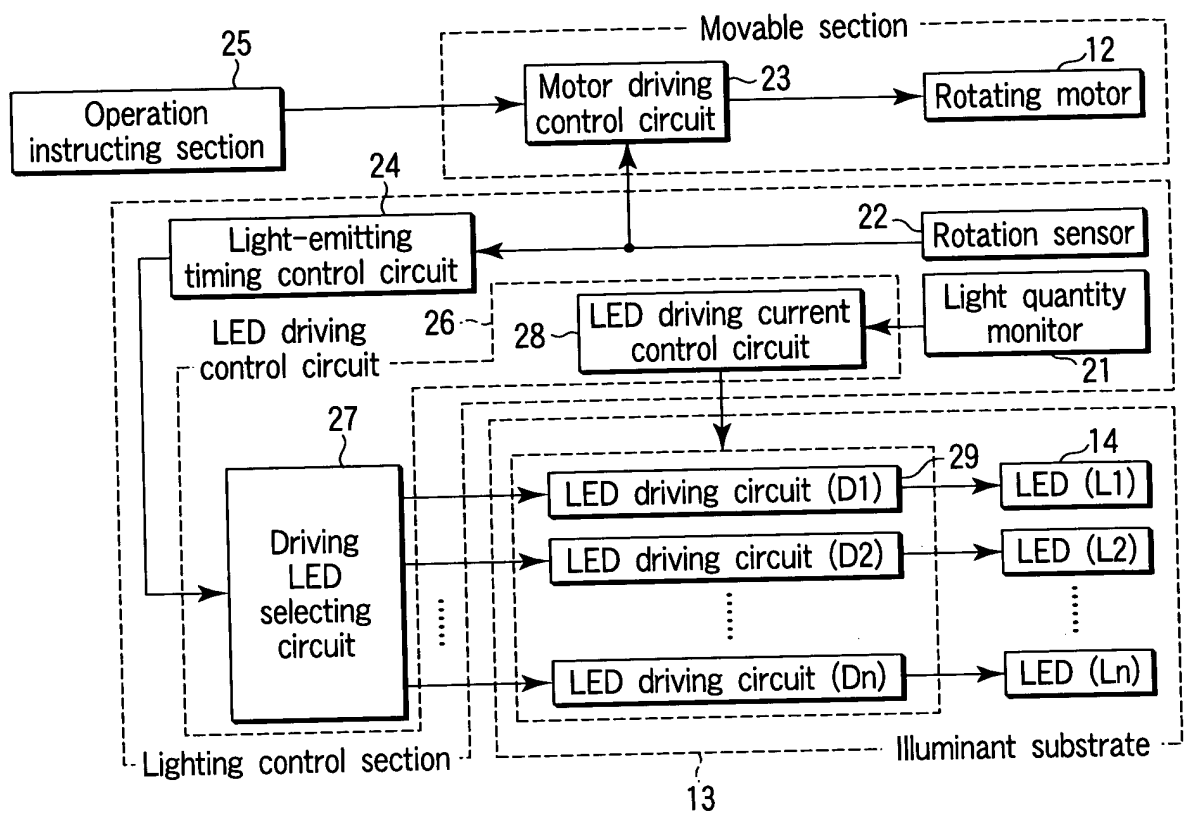 Movable section
25
Operation
instructing section
Motor driving
control circuit
23
12
Rotating motor
24
Light-emitting
timing control circuit
22
Rotation sensor
Light quantity
monitor
21
LED driving
control circuit
26
28
LED driving current
control circuit
27
Driving
LED
selecting
circuit
29
14
LED driving circuit (D1)
LED (L1)
LED driving circuit (D2)
LED (L2)
LED driving circuit (Dn)
LED (Ln)
Lighting control section
Illuminant substrate
13